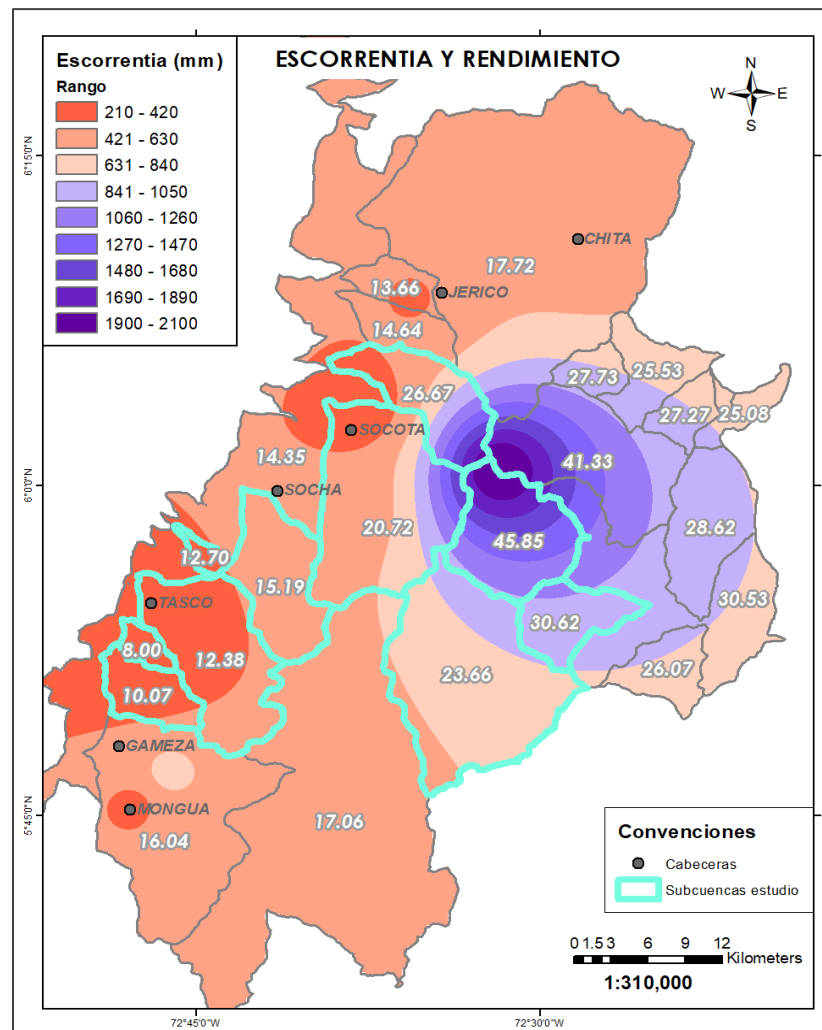 ESCORRENTIA Y RENDIMIENTO
Escorrentia (mm)
Rango
210 - 420
421 - 630
631 - 840
841 - 1050
1060 - 1260
1270 - 1470
1480 - 1680
1690 - 1890
1900 - 2100
N
W E
S
6°15'0"N
6°0'0"N
5°45'0"N
CHITA
17.72
13.66
JERICO
14.64
27.73
25.53
26.67
27.27
25.08
SOCOTA
14.35
41.33
SOCHA
20.72
28.62
45.85
12.70
15.19
30.53
TASCO
30.62
8.00
12.38
23.66
26.07
10.07
GAMEZA
MONGUA
17.06
16.04
Convenciones
Cabeceras
Subcuencas estudio
0 1.5 3 6 9 12
Kilometers
1:310,000
72°45'0"W
72°30'0"W